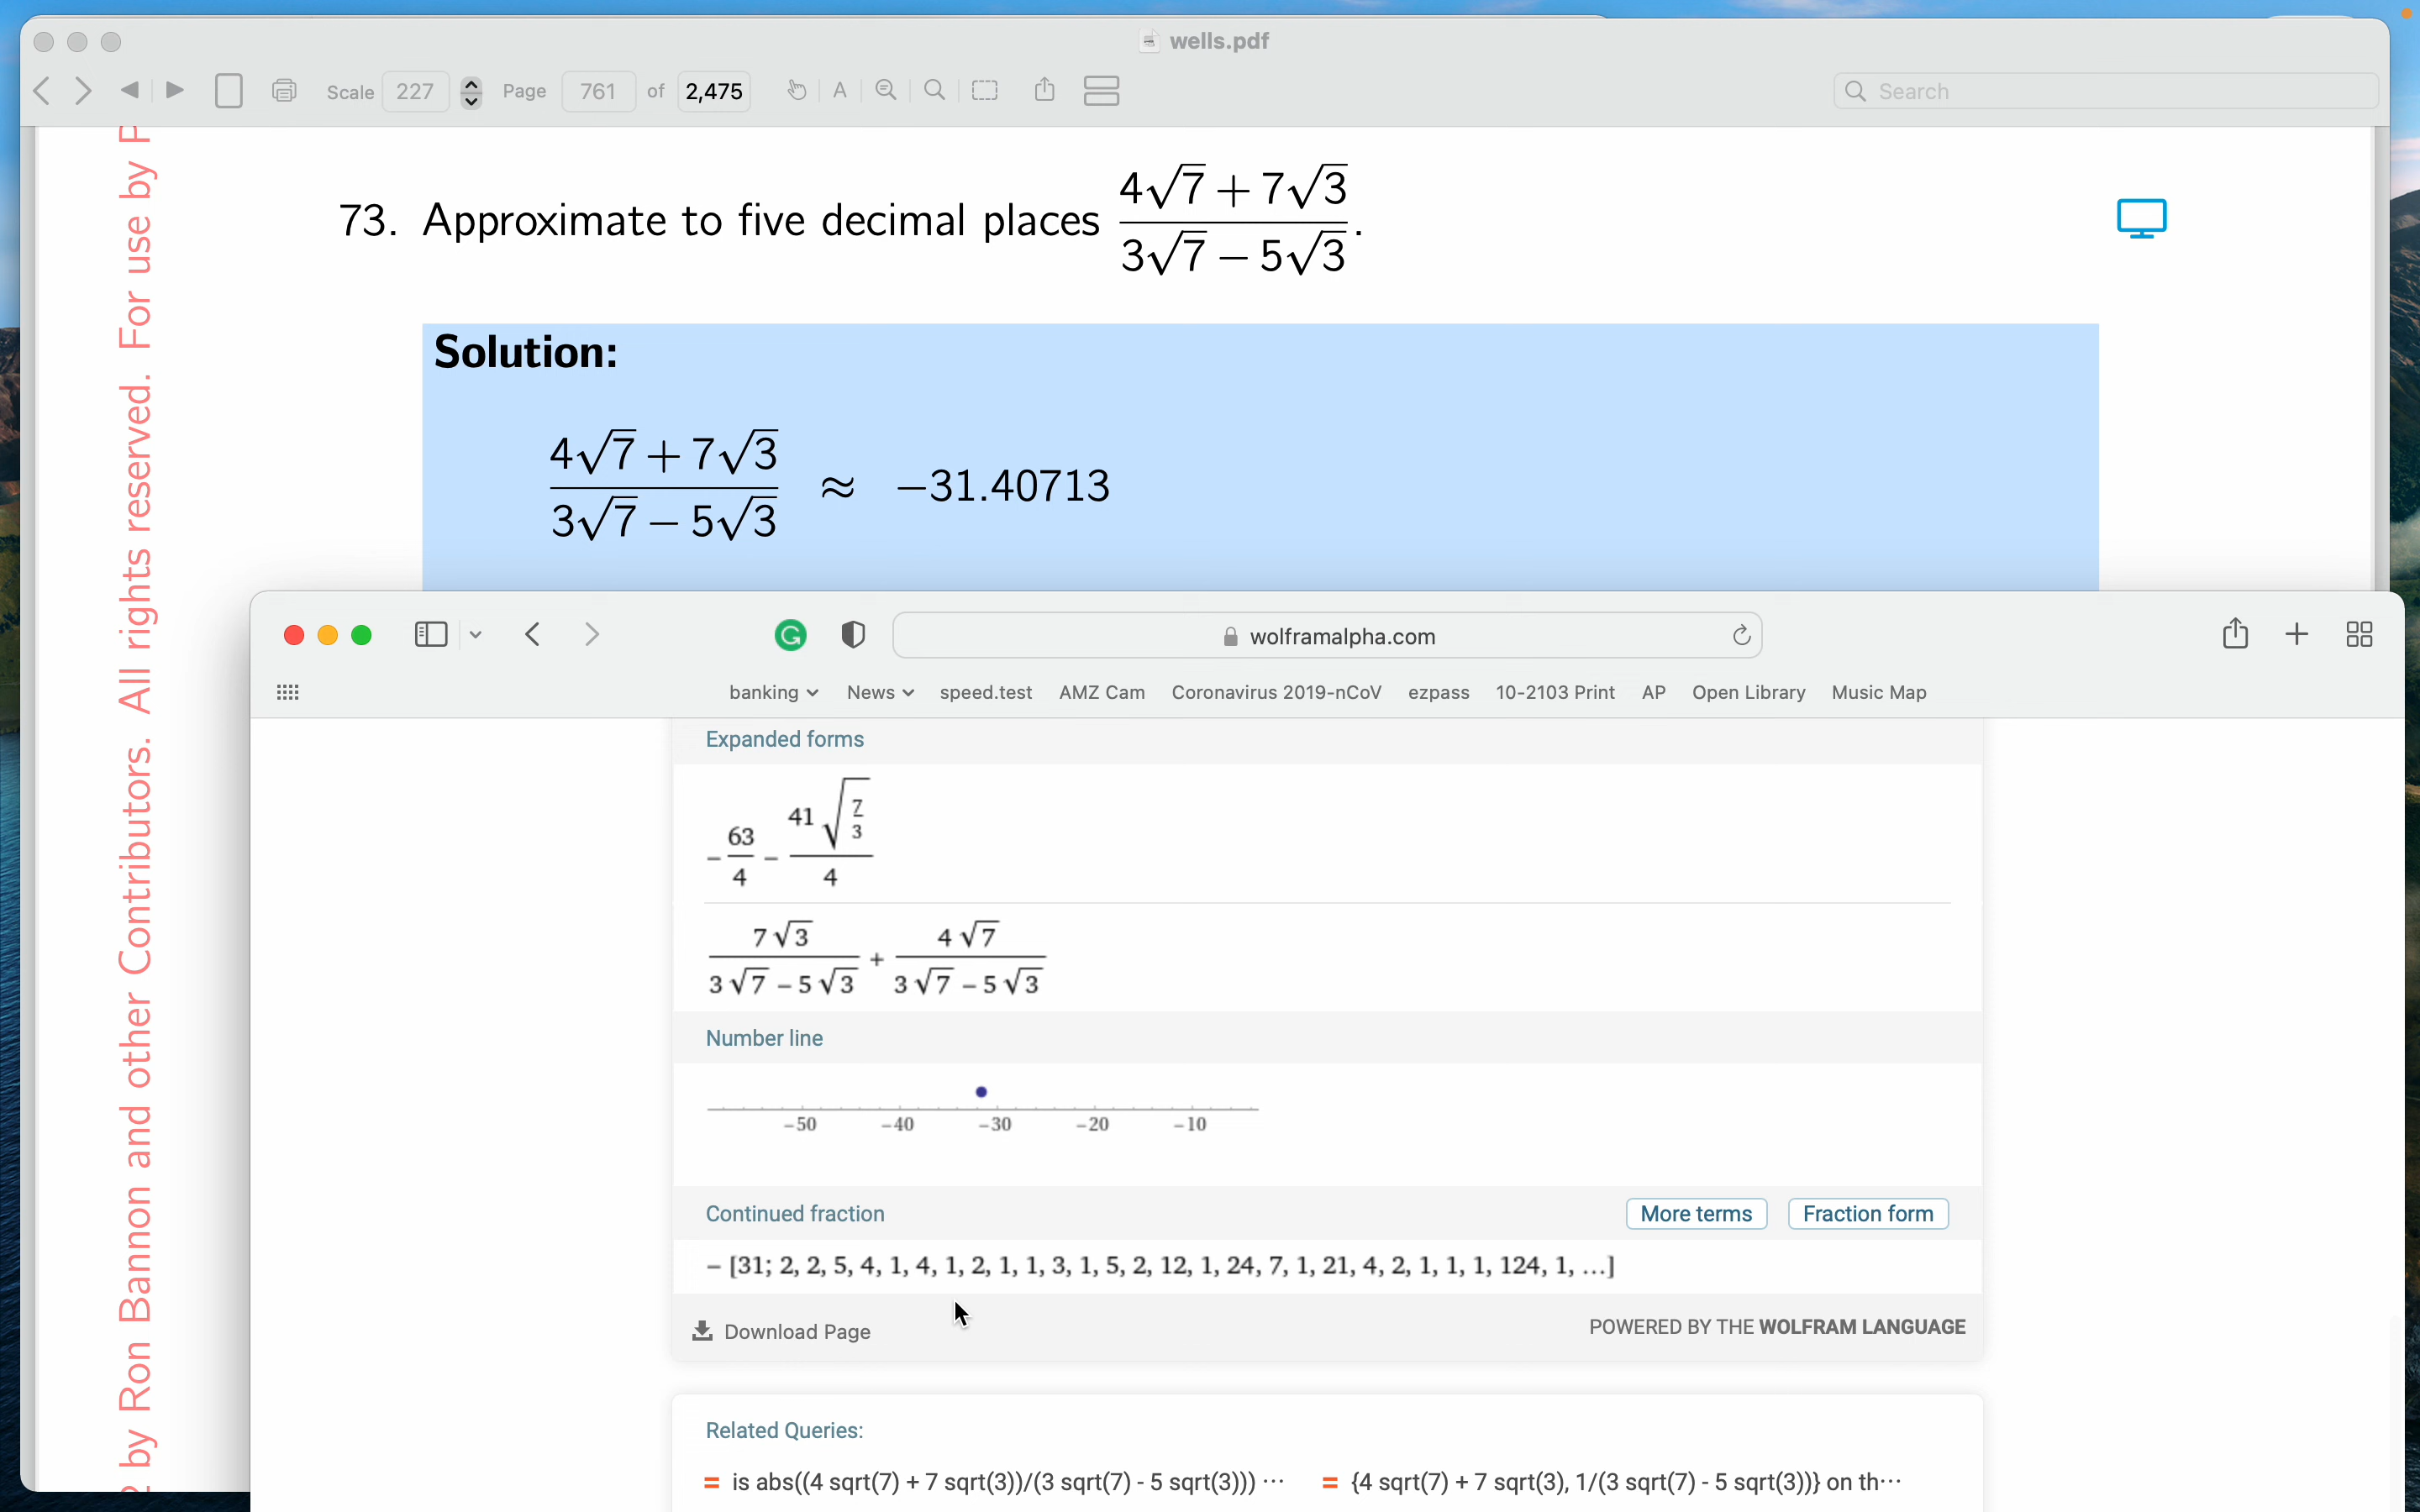 wells.pdf
Scale 227 Page 761 of 2,475 A Search
by Ron Bannon and other Contributors. All rights reserved. For use by
73. Approximate to five decimal places (4√7 + 7√3)/(3√7 − 5√3).
Solution:
(4√7 + 7√3)/(3√7 − 5√3) ≈ −31.40713
wolframalpha.com
banking News speed.test AMZ Cam Coronavirus 2019-nCoV ezpass 10-2103 Print AP Open Library Music Map
Expanded forms
−63/4 − (41√(7/3))/4
(7√3)/(3√7 − 5√3) + (4√7)/(3√7 − 5√3)
Number line
−50 −40 −30 −20 −10
Continued fraction More terms Fraction form
− [31; 2, 2, 5, 4, 1, 4, 1, 2, 1, 1, 3, 1, 5, 2, 12, 1, 24, 7, 1, 21, 4, 2, 1, 1, 1, 124, 1, …]
Download Page POWERED BY THE WOLFRAM LANGUAGE
Related Queries:
= is abs((4 sqrt(7) + 7 sqrt(3))/(3 sqrt(7) - 5 sqrt(3))) ⋯ = {4 sqrt(7) + 7 sqrt(3), 1/(3 sqrt(7) - 5 sqrt(3))} on th⋯